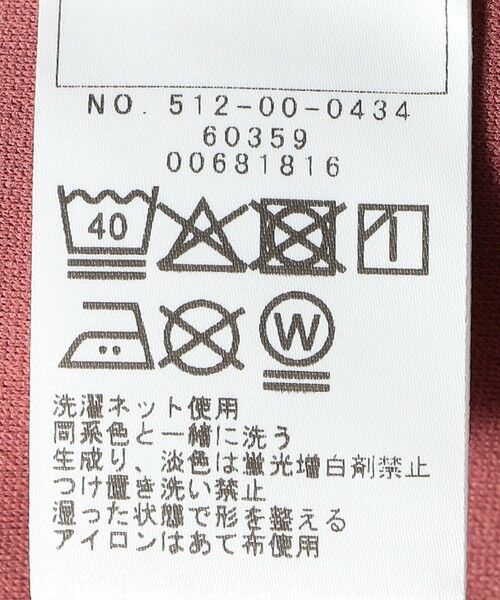 NO. 512-00-0434
60359
00681816
40
W
洗濯ネット使用
同系色と一緒に洗う
生成り、淡色は蛍光増白剤禁止
つけ置き洗い禁止
湿った状態で形を整える
アイロンはあて布使用